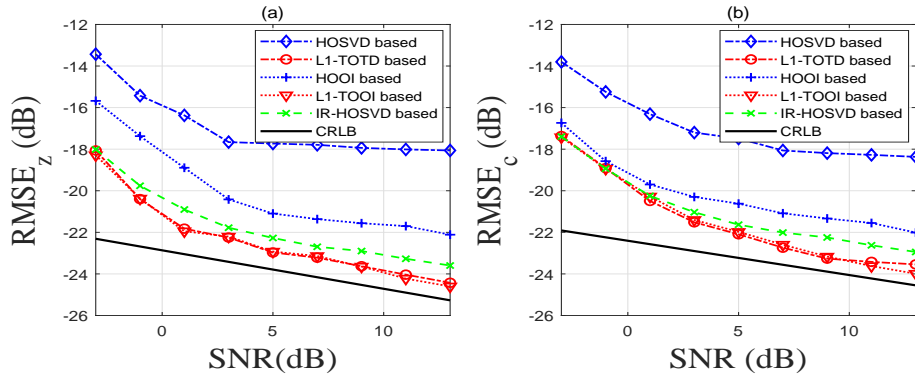 (a)
-12
-14
-16
-18
-20
-22
-24
-26
0
5
10
RMSE_z (dB)
SNR(dB)
HOSVD based
L1-TOTD based
HOOI based
L1-TOOI based
IR-HOSVD based
CRLB
(b)
-12
-14
-16
-18
-20
-22
-24
-26
0
5
10
RMSE_c (dB)
SNR (dB)
HOSVD based
L1-TOTD based
HOOI based
L1-TOOI based
IR-HOSVD based
CRLB